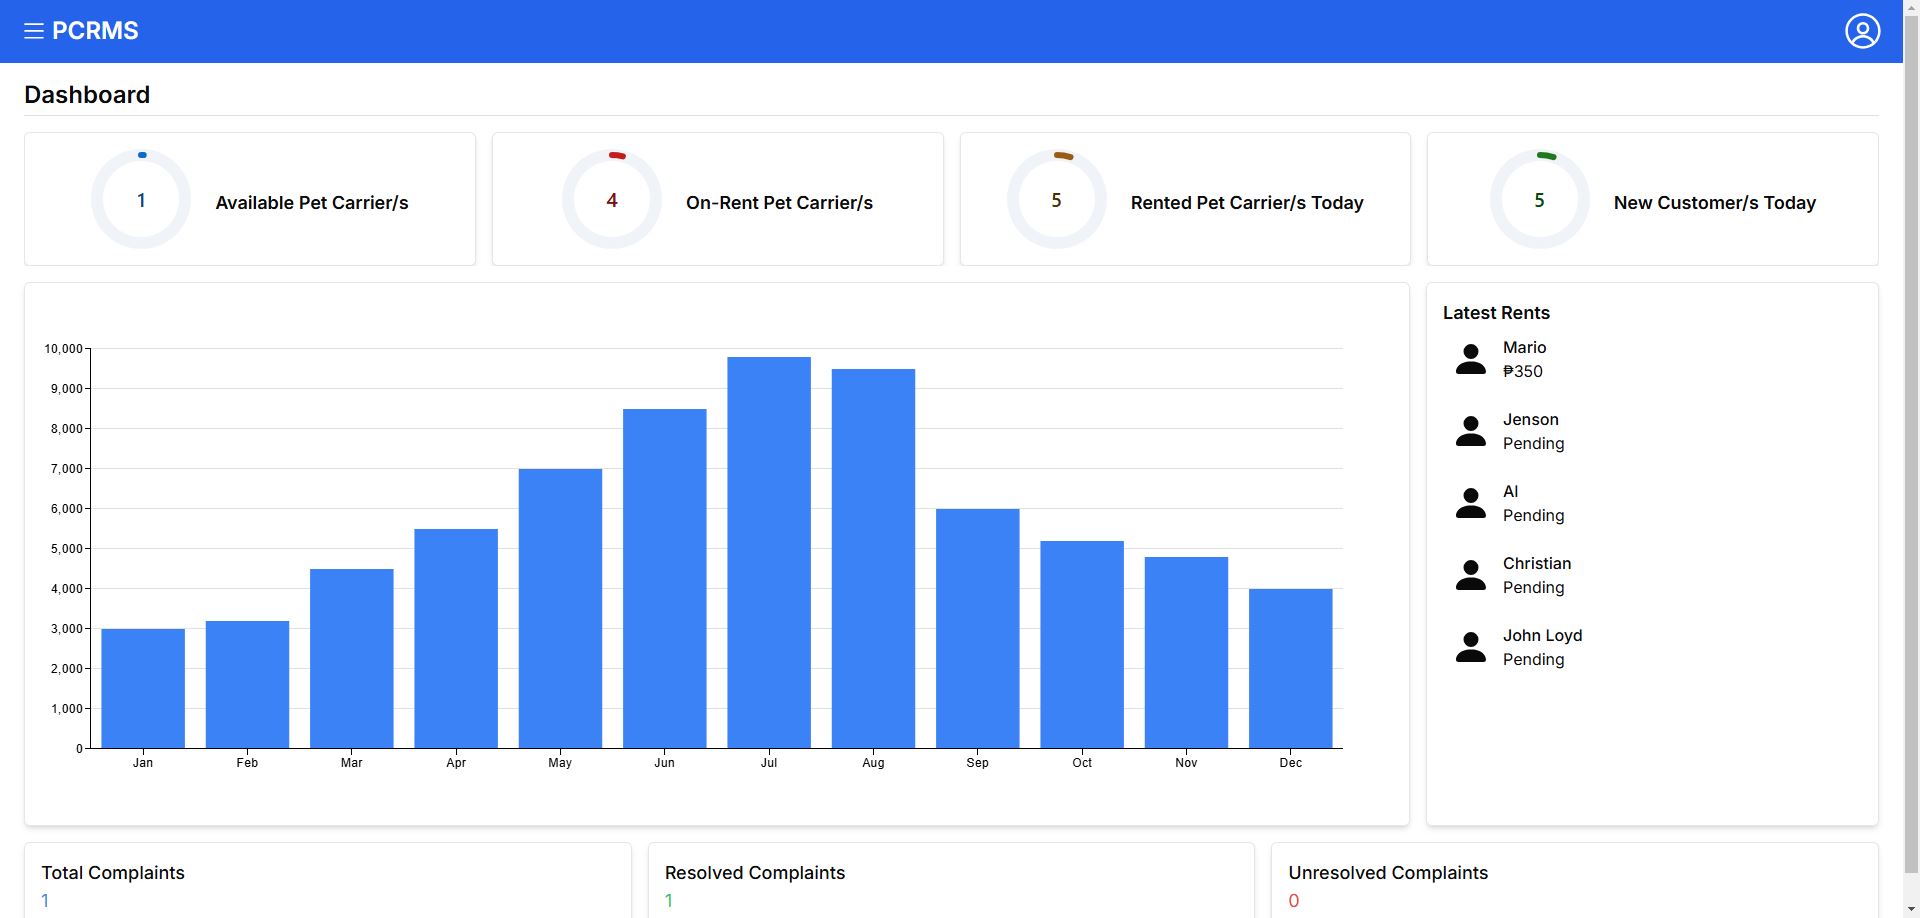 PCRMS
Dashboard
1
Available Pet Carrier/s
4
On-Rent Pet Carrier/s
5
Rented Pet Carrier/s Today
5
New Customer/s Today
10,000
9,000
8,000
7,000
6,000
5,000
4,000
3,000
2,000
1,000
0
Jan Feb Mar Apr May Jun Jul Aug Sep Oct Nov Dec
Latest Rents
Mario
₱350
Jenson
Pending
Al
Pending
Christian
Pending
John Loyd
Pending
Total Complaints
1
Resolved Complaints
1
Unresolved Complaints
0